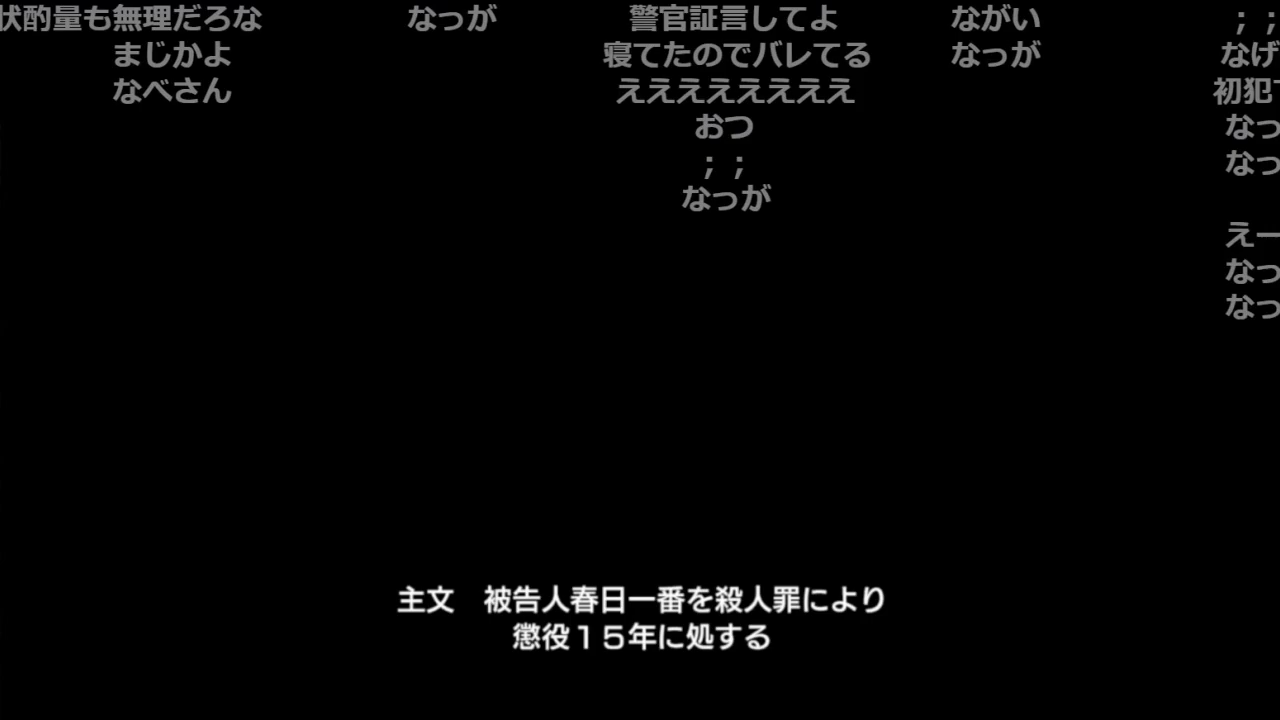 伏酌量も無理だろな
なっが
警官証言してよ
ながい
；；
まじかよ
寝てたのでバレてる
なっが
なげ
なべさん
ええええええええ
初犯
おつ
なっ
；；
なっ
なっが
えー
なっ
なっ
主文　被告人春日一番を殺人罪により
懲役１５年に処する